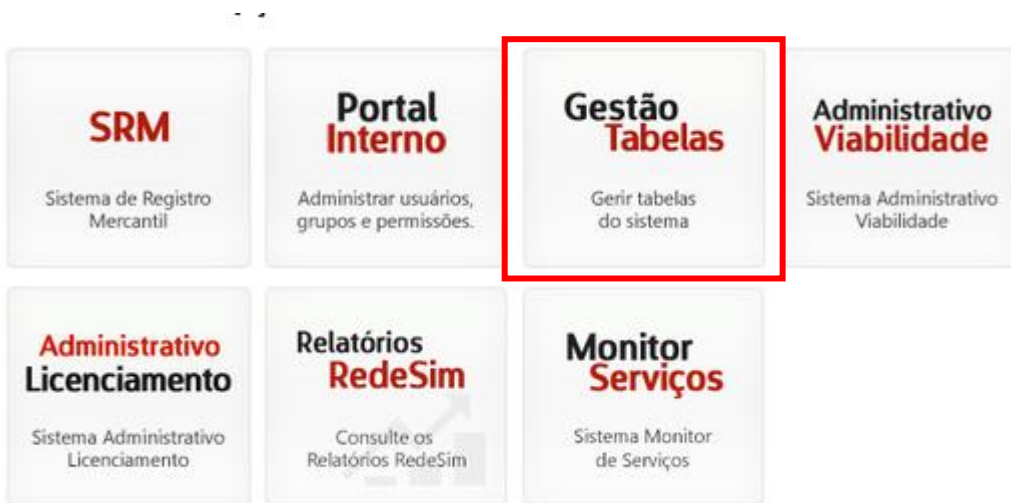 SRM
Sistema de Registro
Mercantil
Portal
Interno
Administrar usuários,
grupos e permissões.
Gestão
Tabelas
Gerir tabelas
do sistema
Administrativo
Viabilidade
Sistema Administrativo
Viabilidade
Administrativo
Licenciamento
Sistema Administrativo
Licenciamento
Relatórios
RedeSim
Consulte os
Relatórios RedeSim
Monitor
Serviços
Sistema Monitor
de Serviços